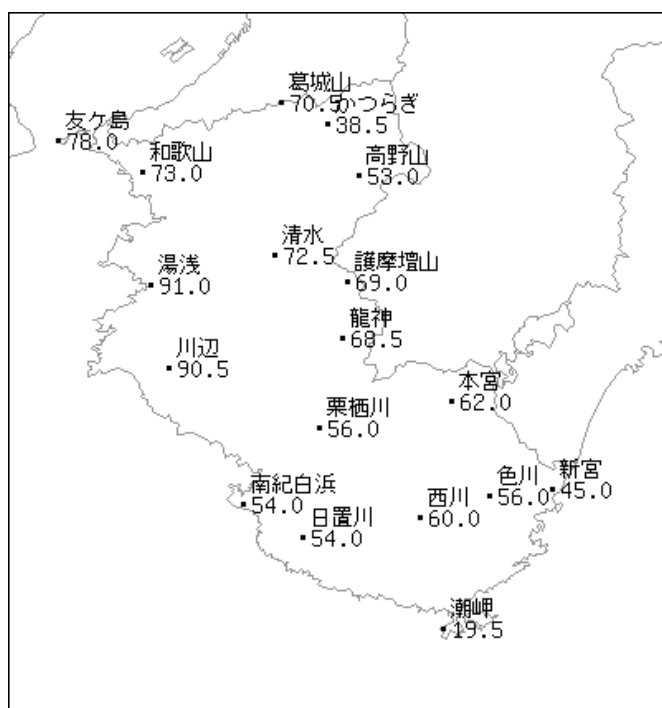 葛城山
70.5
かつらぎ
38.5
友ケ島
78.0
和歌山
73.0
高野山
53.0
清水
72.5
護摩壇山
69.0
湯浅
91.0
龍神
68.5
川辺
90.5
本宮
62.0
栗栖川
56.0
新宮
45.0
色川
56.0
南紀白浜
54.0
西川
60.0
日置川
54.0
潮岬
19.5